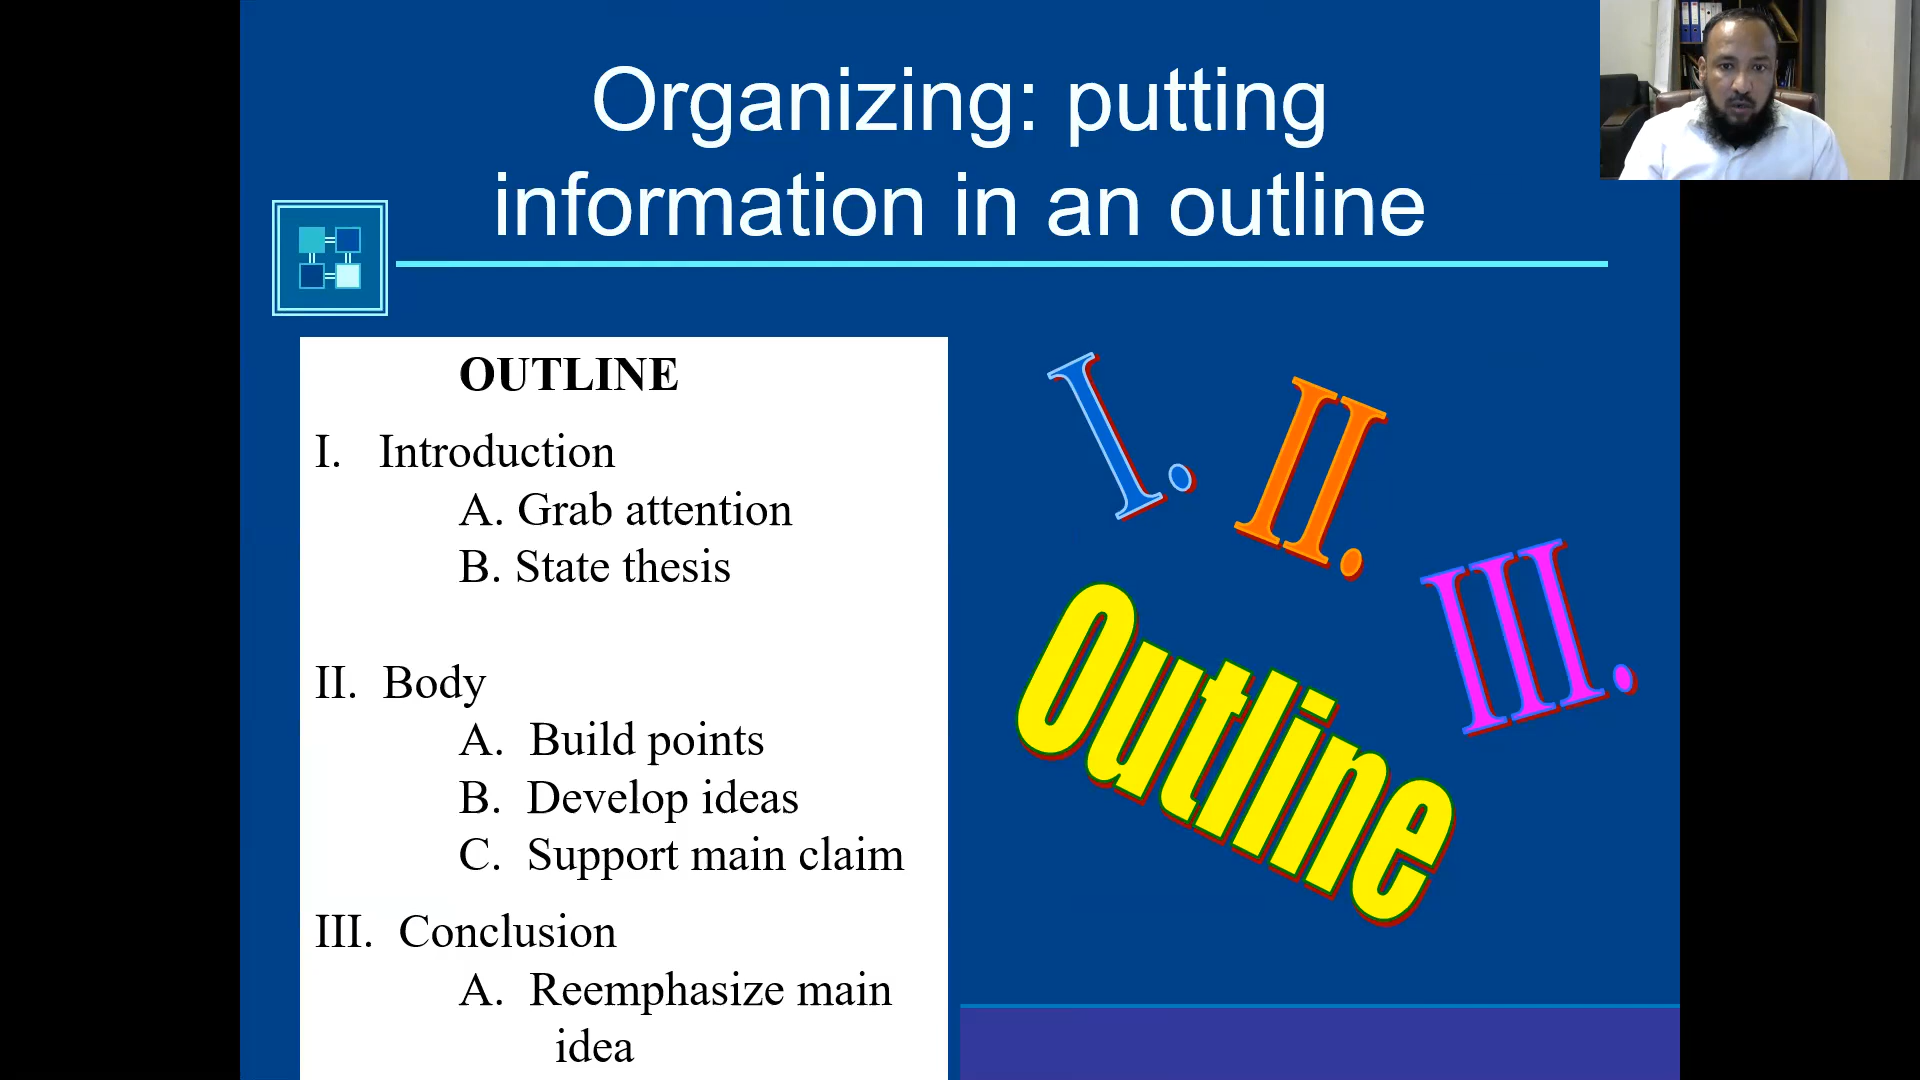 Organizing: putting
information in an outline
OUTLINE
I. Introduction
A. Grab attention
B. State thesis
II. Body
A. Build points
B. Develop ideas
C. Support main claim
III. Conclusion
A. Reemphasize main
idea
I.
II.
III.
Outline